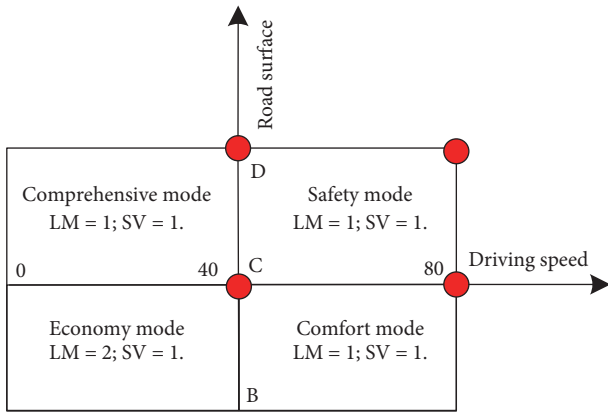 Road surface
D
Comprehensive mode
LM = 1; SV = 1.
Safety mode
LM = 1; SV = 1.
0
40
C
80
Driving speed
Economy mode
LM = 2; SV = 1.
Comfort mode
LM = 1; SV = 1.
B